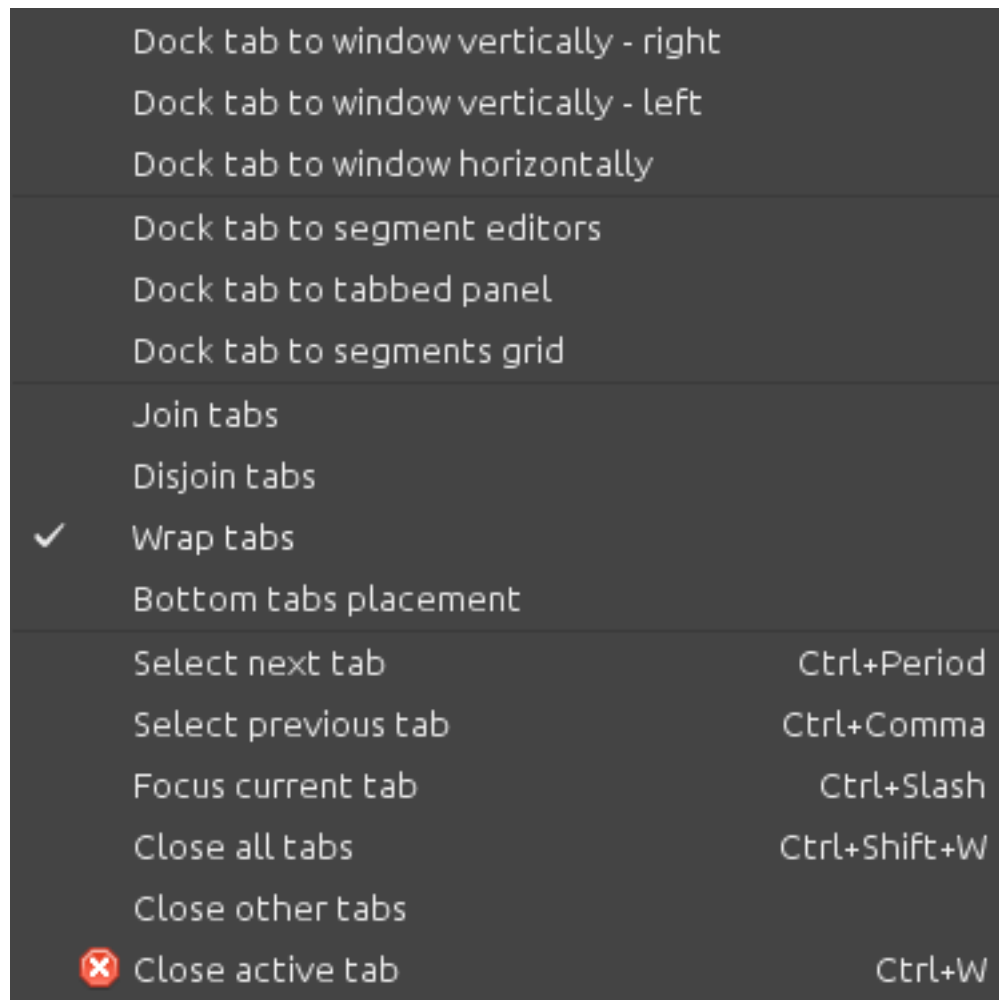 Dock tab to window vertically - right
Dock tab to window vertically - left
Dock tab to window horizontally
Dock tab to segment editors
Dock tab to tabbed panel
Dock tab to segments grid
Join tabs
Disjoin tabs
Wrap tabs
Bottom tabs placement
Select next tab Ctrl+Period
Select previous tab Ctrl+Comma
Focus current tab Ctrl+Slash
Close all tabs Ctrl+Shift+W
Close other tabs
Close active tab Ctrl+W